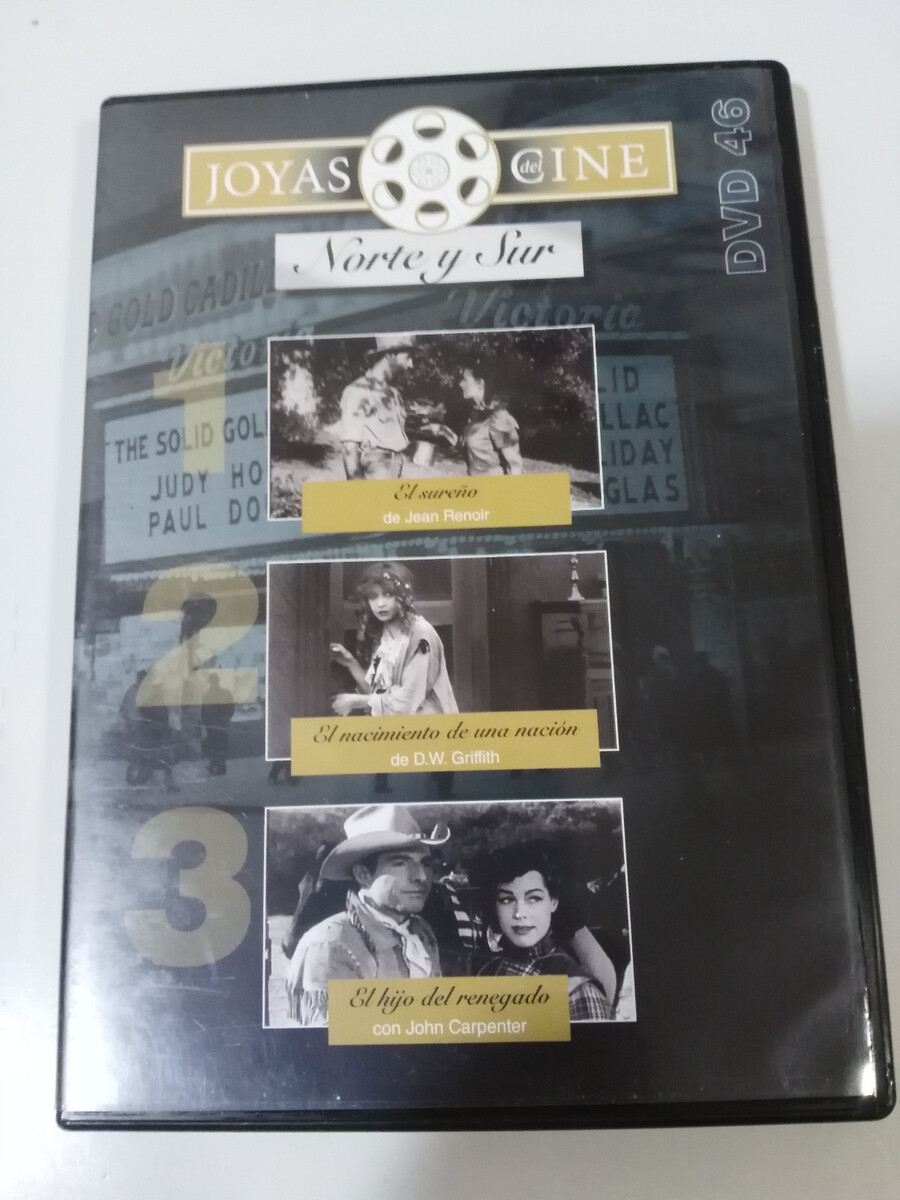 JOYAS del CINE
DVD 46
Norte y Sur
GOLD CADIL
Victoria
Victoria
1
THE SOLID GOL
JUDY HO
PAUL DO
LID
LLAC
LIDAY
GLAS
El sureño
de Jean Renoir
2
El nacimiento de una nación
de D.W. Griffith
3
El hijo del renegado
con John Carpenter